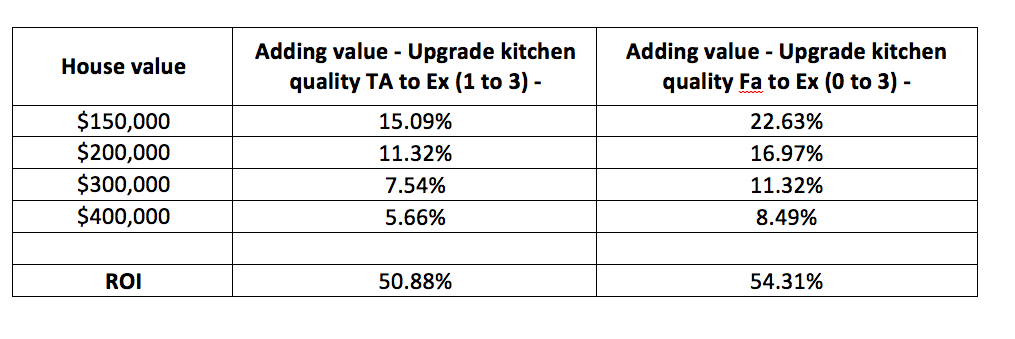 House value
Adding value - Upgrade kitchen
quality TA to Ex (1 to 3) -
Adding value - Upgrade kitchen
quality Fa to Ex (0 to 3) -
$150,000 15.09% 22.63%
$200,000 11.32% 16.97%
$300,000 7.54% 11.32%
$400,000 5.66% 8.49%
ROI 50.88% 54.31%